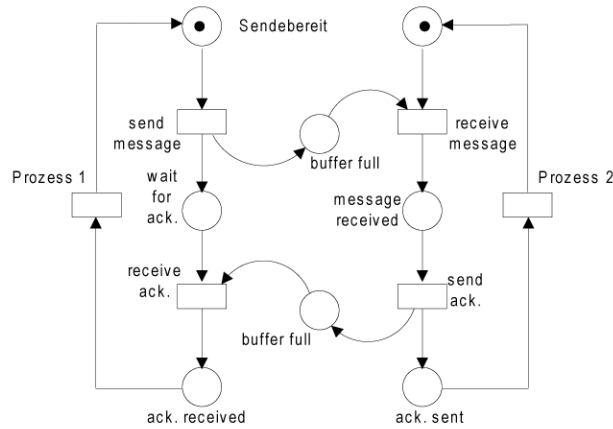 Sendebereit
send
message
buffer full
receive
message
Prozess 1
wait
for
ack.
message
received
Prozess 2
receive
ack.
buffer full
send
ack.
ack. received
ack. sent